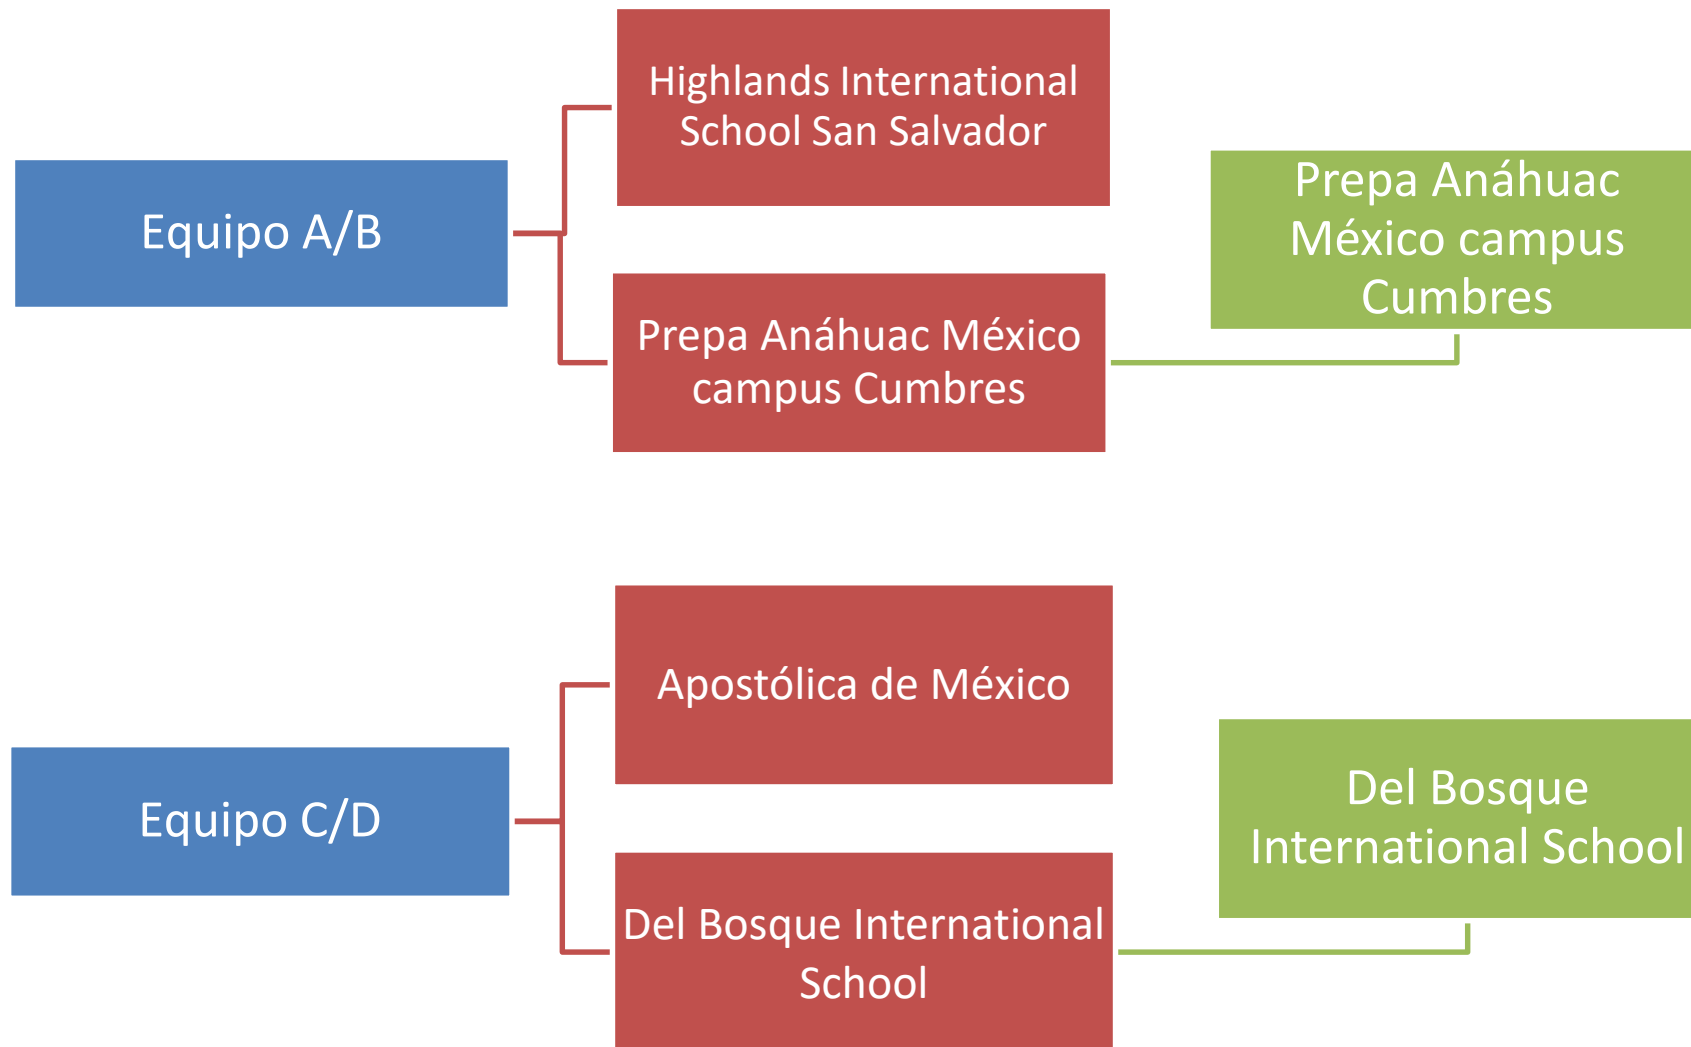 Equipo A/B
Highlands International
School San Salvador
Prepa Anáhuac México
campus Cumbres
Prepa Anáhuac
México campus
Cumbres
Equipo C/D
Apostólica de México
Del Bosque International
School
Del Bosque
International School